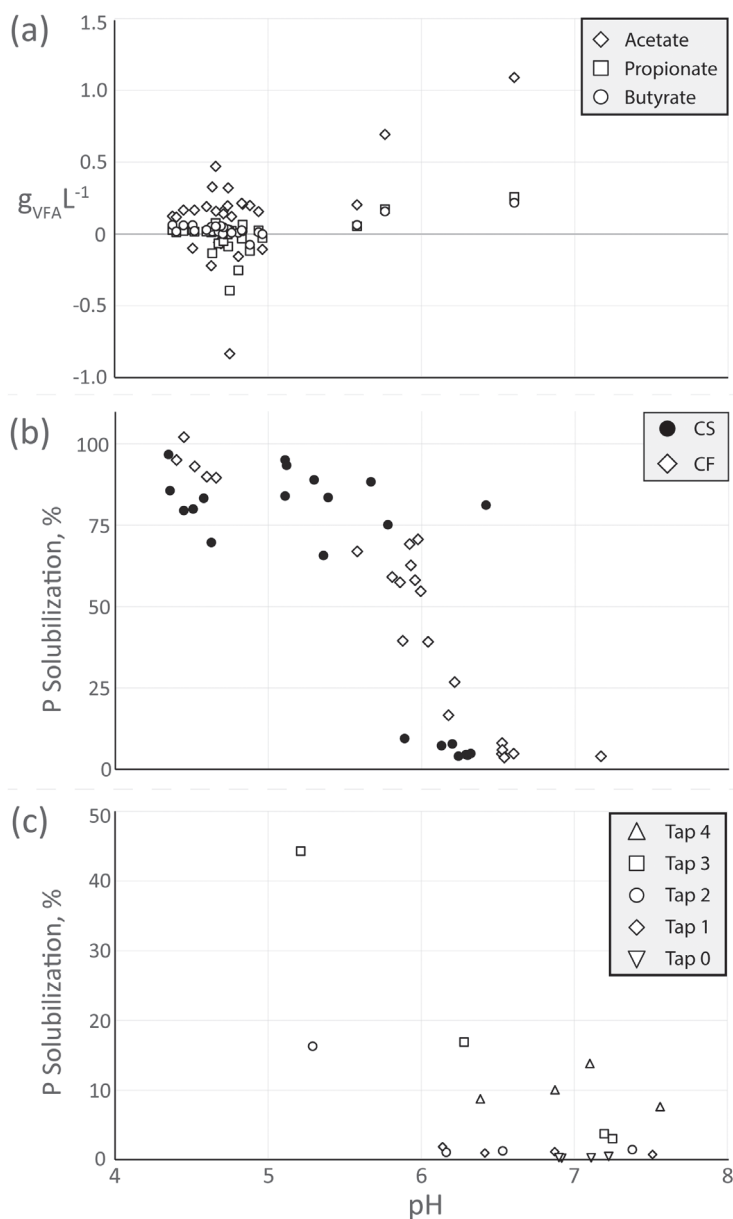 (a)
1.5
1.0
0.5
0
-0.5
-1.0
gVFAL-1
Acetate
Propionate
Butyrate
(b)
100
75
50
25
0
P Solubilization, %
CS
CF
(c)
50
40
30
20
10
0
P Solubilization, %
Tap 4
Tap 3
Tap 2
Tap 1
Tap 0
4 5 6 7 8
pH